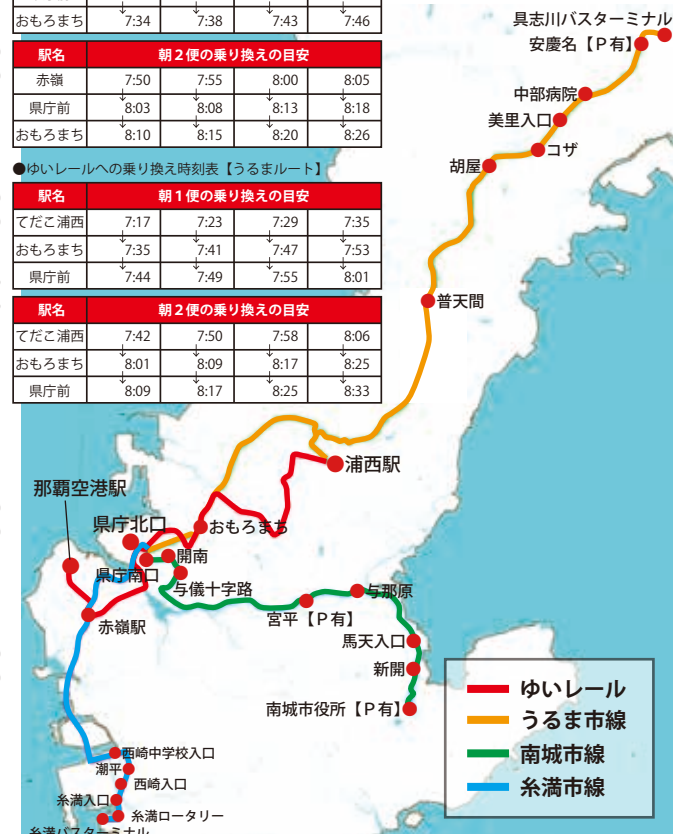 おもろまち 7:34 7:38 7:43 7:46
駅名 朝２便の乗り換えの目安
赤嶺 7:50 7:55 8:00 8:05
県庁前 8:03 8:08 8:13 8:18
おもろまち 8:10 8:15 8:20 8:26
●ゆいレールへの乗り換え時刻表【うるまルート】
駅名 朝１便の乗り換えの目安
てだこ浦西 7:17 7:23 7:29 7:35
おもろまち 7:35 7:41 7:47 7:53
県庁前 7:44 7:49 7:55 8:01
駅名 朝２便の乗り換えの目安
てだこ浦西 7:42 7:50 7:58 8:06
おもろまち 8:01 8:09 8:17 8:25
県庁前 8:09 8:17 8:25 8:33
具志川バスターミナル
安慶名【Ｐ有】
中部病院
美里入口
コザ
胡屋
普天間
浦西駅
那覇空港駅
県庁北口
おもろまち
開南
県庁南口
与儀十字路
与那原
宮平【Ｐ有】
赤嶺駅
馬天入口
新開
南城市役所【Ｐ有】
西崎中学校入口
潮平
西崎入口
糸満入口
糸満ロータリー
糸満バスターミナル
ゆいレール
うるま市線
南城市線
糸満市線